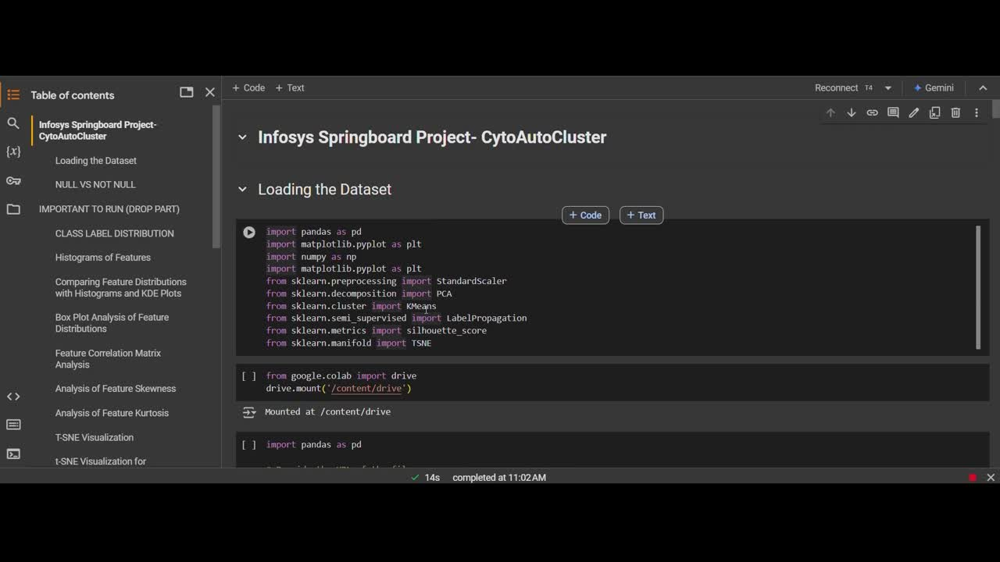 Table of contents
Infosys Springboard Project-
CytoAutoCluster
Loading the Dataset
NULL VS NOT NULL
IMPORTANT TO RUN (DROP PART)
CLASS LABEL DISTRIBUTION
Histograms of Features
Comparing Feature Distributions
with Histograms and KDE Plots
Box Plot Analysis of Feature
Distributions
Feature Correlation Matrix
Analysis
Analysis of Feature Skewness
Analysis of Feature Kurtosis
T-SNE Visualization
t-SNE Visualization for
+ Code + Text
Reconnect T4
Gemini
Infosys Springboard Project- CytoAutoCluster
Loading the Dataset
+ Code + Text
import pandas as pd
import matplotlib.pyplot as plt
import numpy as np
import matplotlib.pyplot as plt
from sklearn.preprocessing import StandardScaler
from sklearn.decomposition import PCA
from sklearn.cluster import KMeans
from sklearn.semi_supervised import LabelPropagation
from sklearn.metrics import silhouette_score
from sklearn.manifold import TSNE
[ ] from google.colab import drive
drive.mount('/content/drive')
Mounted at /content/drive
[ ] import pandas as pd
14s completed at 11:02 AM